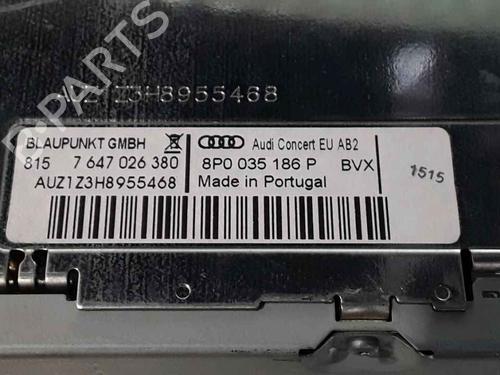 B-PARTS
AUZ1Z3H8955468
BLAUPUNKT GMBH
Audi Concert EU AB2
815 7 647 026 380
8P0 035 186 P BVX
AUZ1Z3H8955468
Made in Portugal
1515